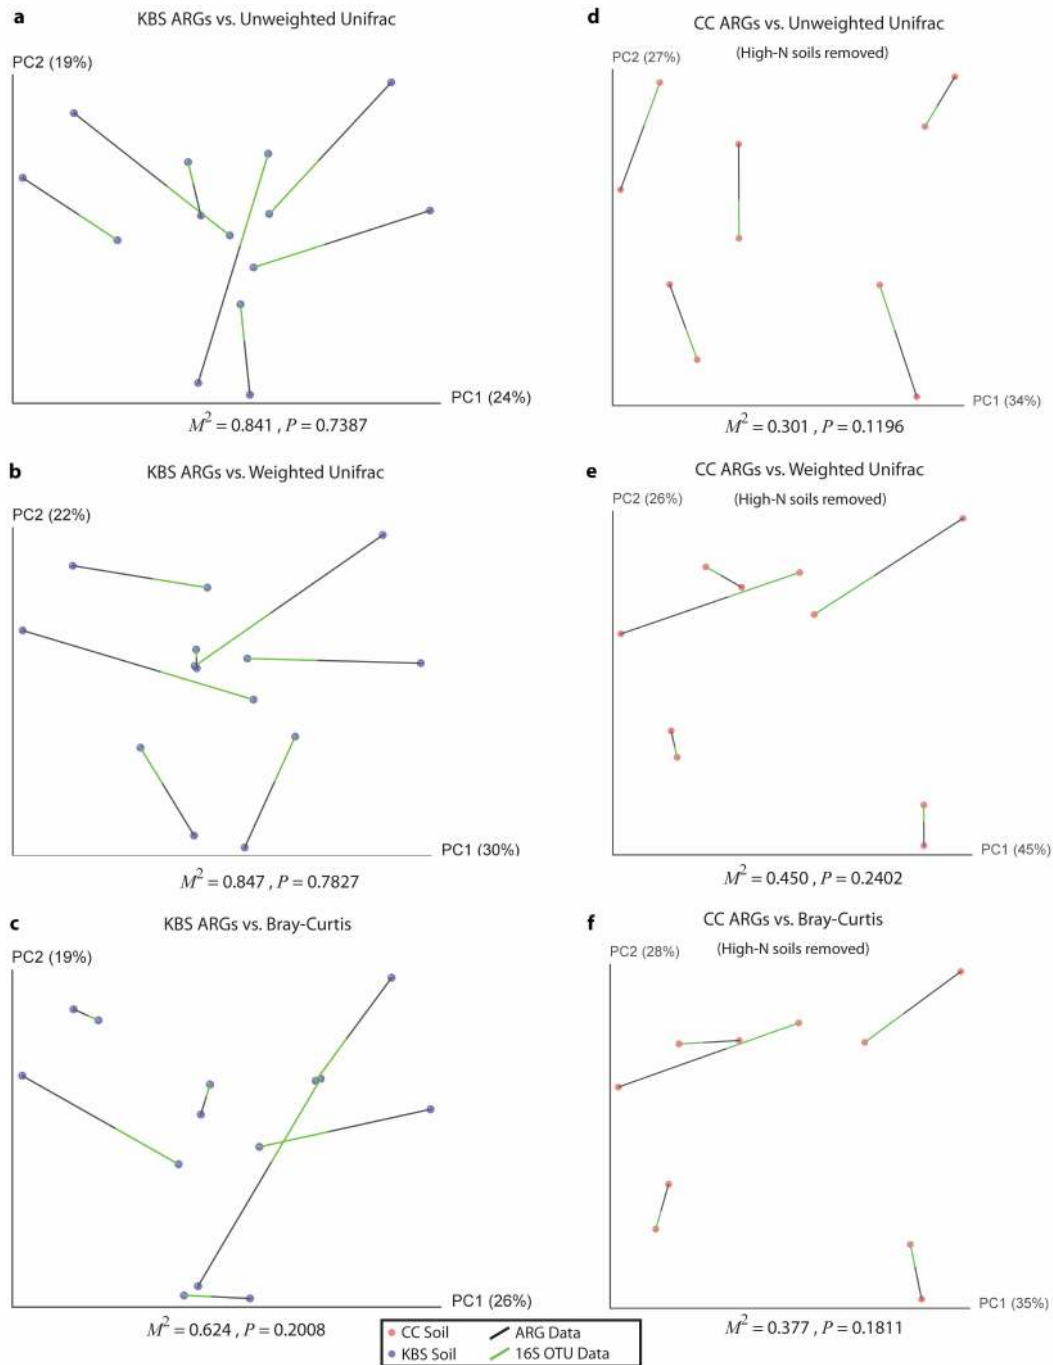 a
KBS ARGs vs. Unweighted Unifrac
PC2 (19%)
PC1 (24%)
M² = 0.841 , P = 0.7387
b
KBS ARGs vs. Weighted Unifrac
PC2 (22%)
PC1 (30%)
M² = 0.847 , P = 0.7827
c
KBS ARGs vs. Bray-Curtis
PC2 (19%)
PC1 (26%)
M² = 0.624 , P = 0.2008
d
CC ARGs vs. Unweighted Unifrac
(High-N soils removed)
PC2 (27%)
PC1 (34%)
M² = 0.301 , P = 0.1196
e
CC ARGs vs. Weighted Unifrac
(High-N soils removed)
PC2 (26%)
PC1 (45%)
M² = 0.450 , P = 0.2402
f
CC ARGs vs. Bray-Curtis
(High-N soils removed)
PC2 (28%)
PC1 (35%)
M² = 0.377 , P = 0.1811
CC Soil
ARG Data
KBS Soil
16S OTU Data